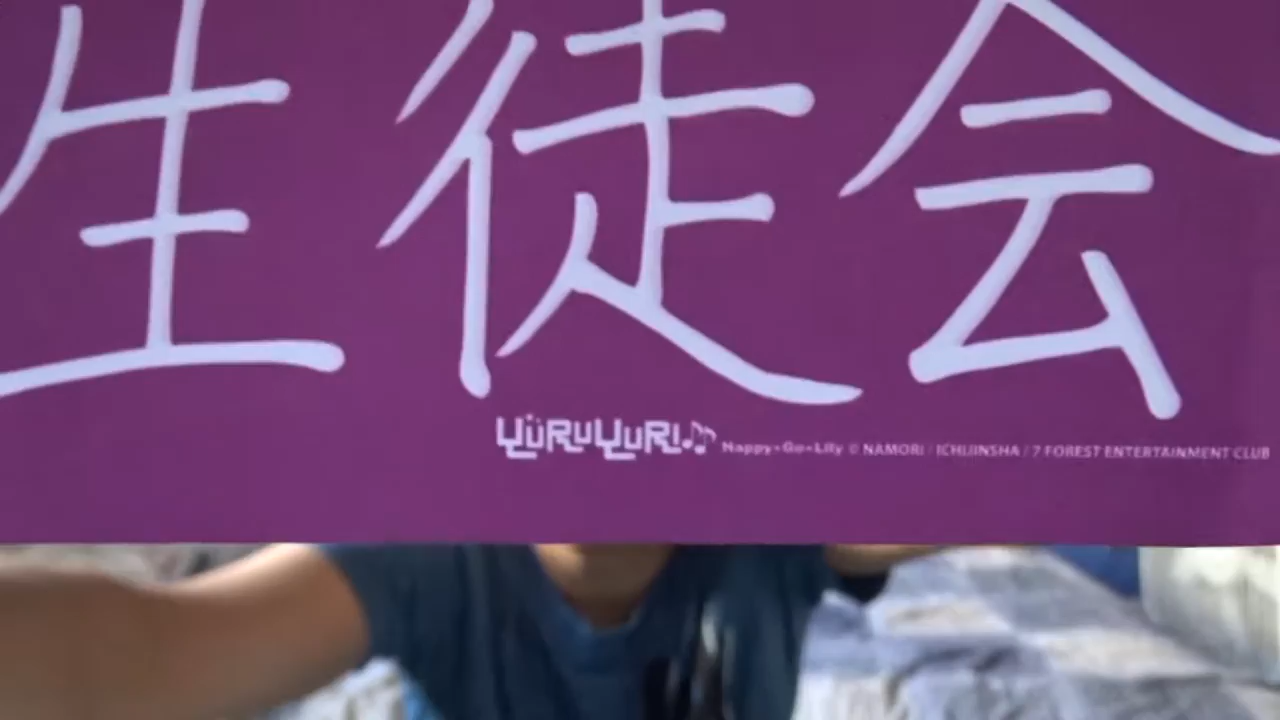 生徒会
YURUYURI♪♪ Happy-Go-Lily © NAMORI / ICHIJINSHA / 7 FOREST ENTERTAINMENT CLUB